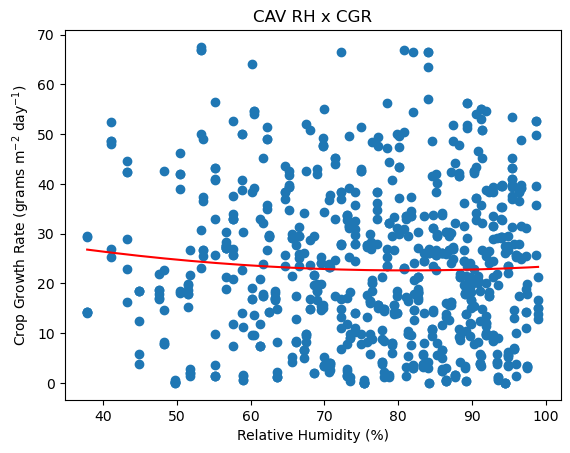 CAV RH x CGR
70
60
50
40
30
20
10
0
Crop Growth Rate (grams m⁻² day⁻¹)
40 50 60 70 80 90 100
Relative Humidity (%)